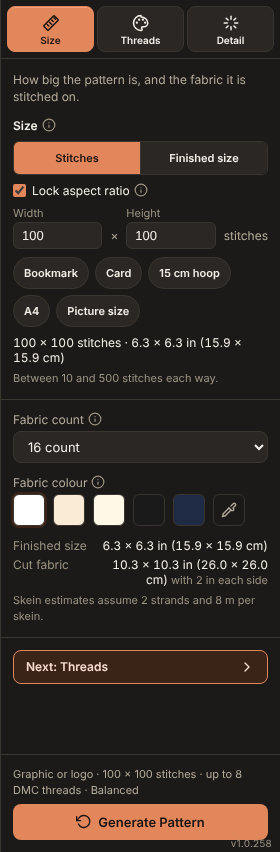 Size Threads Detail
How big the pattern is, and the fabric it is
stitched on.
Size
Stitches Finished size
Lock aspect ratio
Width Height
100 × 100 stitches
Bookmark Card 15 cm hoop
A4 Picture size
100 × 100 stitches · 6.3 × 6.3 in (15.9 ×
15.9 cm)
Between 10 and 500 stitches each way.
Fabric count
16 count
Fabric colour
Finished size 6.3 × 6.3 in (15.9 × 15.9 cm)
Cut fabric 10.3 × 10.3 in (26.0 × 26.0
cm) with 2 in each side
Skein estimates assume 2 strands and 8 m per
skein.
Next: Threads
Graphic or logo · 100 × 100 stitches · up to 8
DMC threads · Balanced
Generate Pattern
v1.0.258